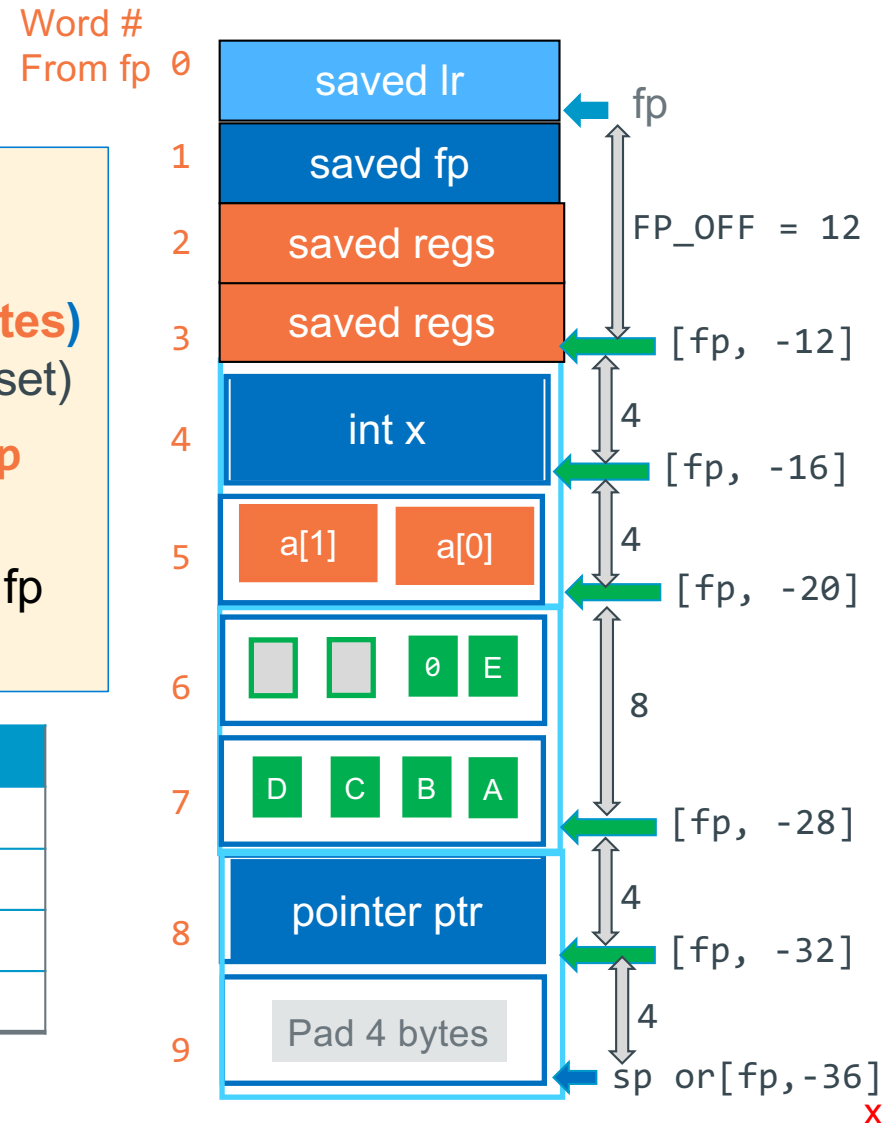 Word #
From fp
0
saved lr
fp
1
saved fp
2
saved regs
FP_OFF = 12
tes)
3
saved regs
[fp, -12]
set)
4
int x
4
[fp, -16]
p
5
a[1]
a[0]
4
[fp, -20]
fp
6
0
E
8
7
D
C
B
A
[fp, -28]
8
pointer ptr
4
[fp, -32]
9
Pad 4 bytes
4
sp or[fp,-36]
x